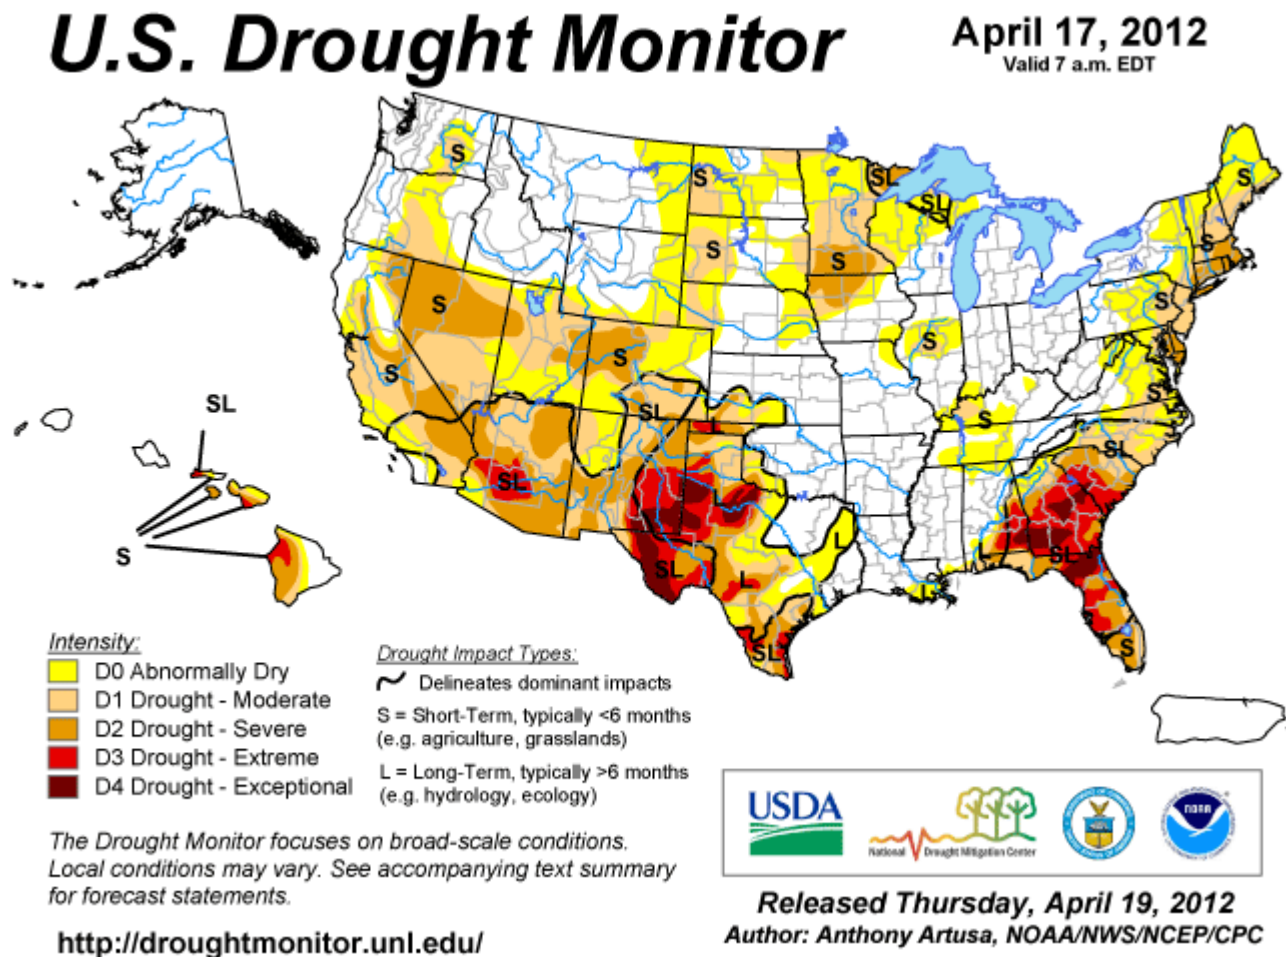 U.S. Drought Monitor
April 17, 2012
Valid 7 a.m. EDT
S
S
SL
SL
S
S
S
S
S
S
S
S
S
SL
S
S
SL
L
S
SL
SL
L
L
L
SL
SL
L
L
S
SL
S
SL
S
Intensity:
D0 Abnormally Dry
D1 Drought - Moderate
D2 Drought - Severe
D3 Drought - Extreme
D4 Drought - Exceptional
Drought Impact Types:
Delineates dominant impacts
S = Short-Term, typically <6 months
(e.g. agriculture, grasslands)
L = Long-Term, typically >6 months
(e.g. hydrology, ecology)
The Drought Monitor focuses on broad-scale conditions.
Local conditions may vary. See accompanying text summary
for forecast statements.
http://droughtmonitor.unl.edu/
USDA
National Drought Mitigation Center
NOAA
Released Thursday, April 19, 2012
Author: Anthony Artusa, NOAA/NWS/NCEP/CPC